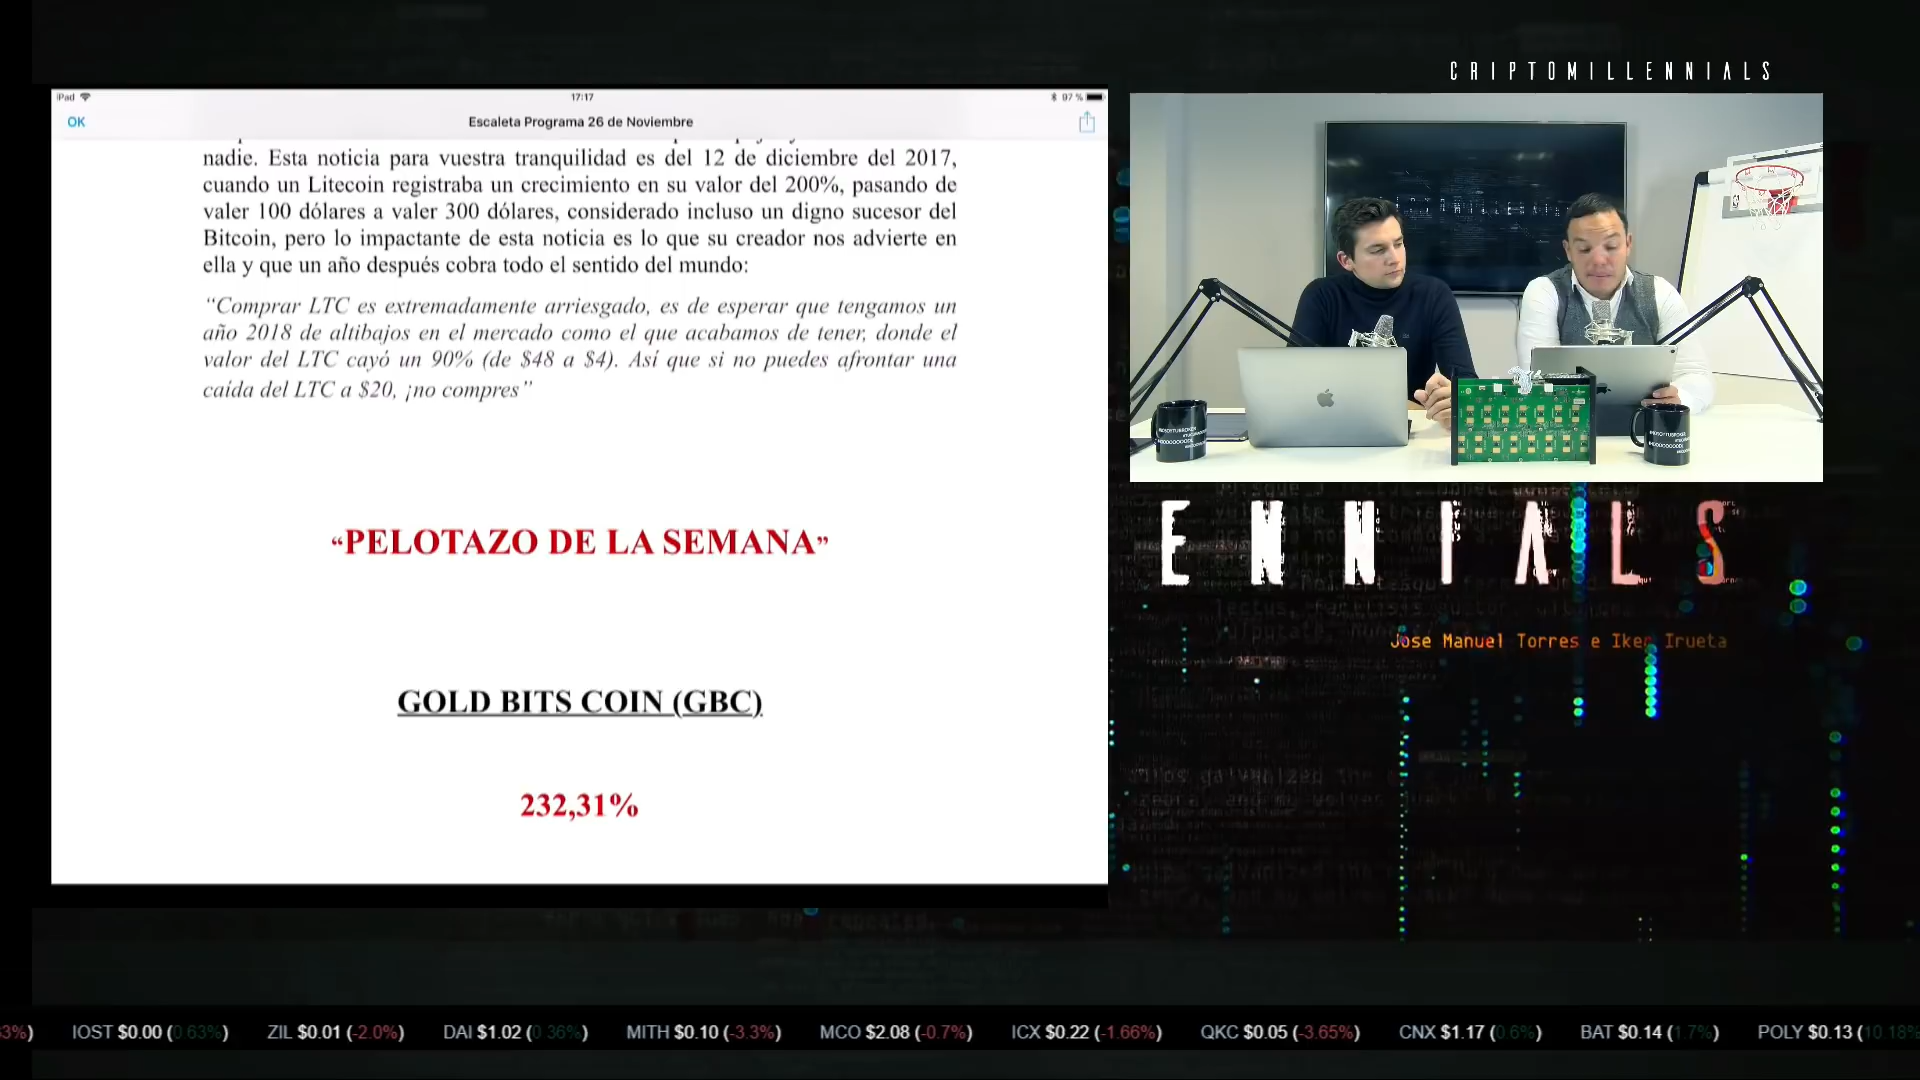 CRIPTOMILLENNIALS
iPad
17:17
97 %
OK
Escaleta Programa 26 de Noviembre
nadie. Esta noticia para vuestra tranquilidad es del 12 de diciembre del 2017,
cuando un Litecoin registraba un crecimiento en su valor del 200%, pasando de
valer 100 dólares a valer 300 dólares, considerado incluso un digno sucesor del
Bitcoin, pero lo impactante de esta noticia es lo que su creador nos advierte en
ella y que un año después cobra todo el sentido del mundo:
“Comprar LTC es extremadamente arriesgado, es de esperar que tengamos un
año 2018 de altibajos en el mercado como el que acabamos de tener, donde el
valor del LTC cayó un 90% (de $48 a $4). Así que si no puedes afrontar una
caída del LTC a $20, ¡no compres”
“PELOTAZO DE LA SEMANA”
GOLD BITS COIN (GBC)
232,31%
ENNIALS
Jose Manuel Torres e Iker Irueta
3%) IOST $0.00 (0.63%) ZIL $0.01 (-2.0%) DAI $1.02 (0.36%) MITH $0.10 (-3.3%) MCO $2.08 (-0.7%) ICX $0.22 (-1.66%) QKC $0.05 (-3.65%) CNX $1.17 (0.6%) BAT $0.14 (1.7%) POLY $0.13 (10.18%